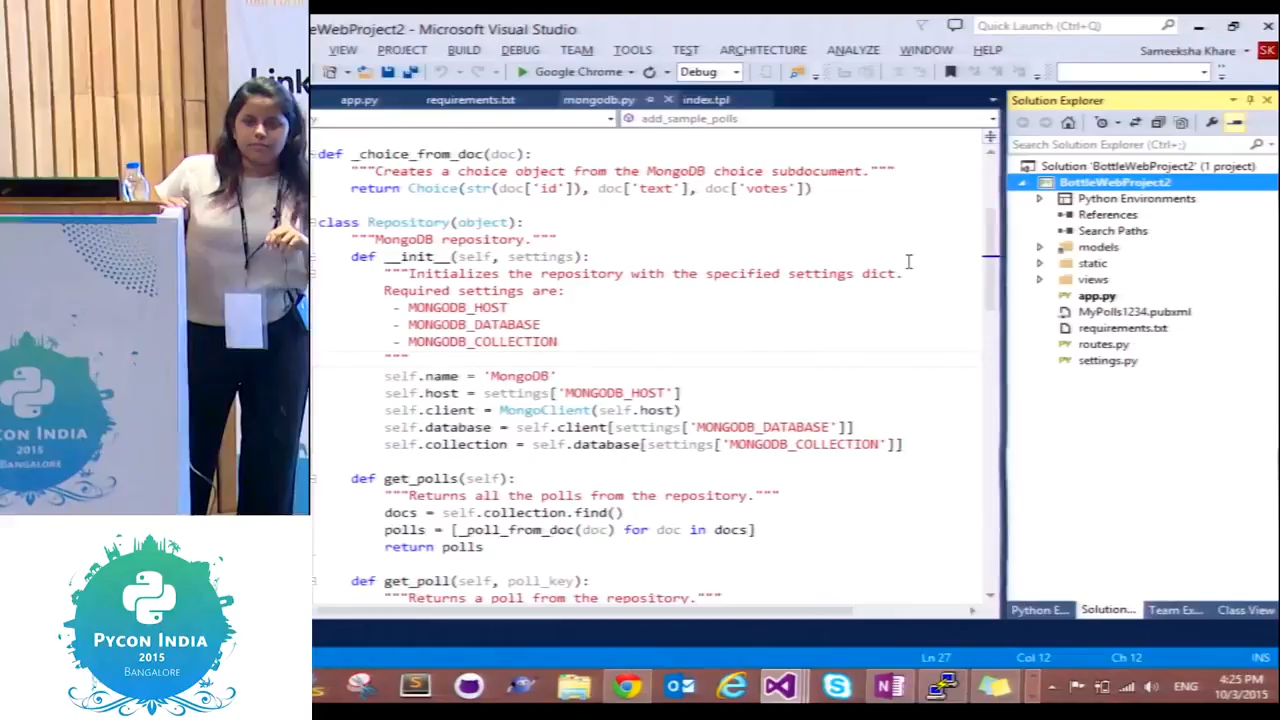 eWebProject2 - Microsoft Visual Studio
Quick Launch (Ctrl+Q)
VIEW PROJECT BUILD DEBUG TEAM TOOLS TEST ARCHITECTURE ANALYZE WINDOW HELP
Sameeksha Khare SK
Google Chrome Debug
app.py requirements.txt mongodb.py index.tpl
add_sample_polls
def _choice_from_doc(doc):
"""Creates a choice object from the MongoDB choice subdocument."""
return Choice(str(doc['id']), doc['text'], doc['votes'])
class Repository(object):
"""MongoDB repository."""
def __init__(self, settings):
"""Initializes the repository with the specified settings dict.
Required settings are:
- MONGODB_HOST
- MONGODB_DATABASE
- MONGODB_COLLECTION
"""
self.name = 'MongoDB'
self.host = settings['MONGODB_HOST']
self.client = MongoClient(self.host)
self.database = self.client[settings['MONGODB_DATABASE']]
self.collection = self.database[settings['MONGODB_COLLECTION']]
def get_polls(self):
"""Returns all the polls from the repository."""
docs = self.collection.find()
polls = [_poll_from_doc(doc) for doc in docs]
return polls
def get_poll(self, poll_key):
"""Returns a poll from the repository."""
Solution Explorer
Search Solution Explorer (Ctrl+;)
Solution 'BottleWebProject2' (1 project)
BottleWebProject2
Python Environments
References
Search Paths
models
static
views
app.py
MyPolls1234.pubxml
requirements.txt
routes.py
settings.py
Python E... Solution... Team Ex... Class View
Ln 27 Col 12 Ch 12 INS
ENG
4:25 PM
10/3/2015
Link
ycon India
2015
Bangalore
Pycon India
2015
Bangalore